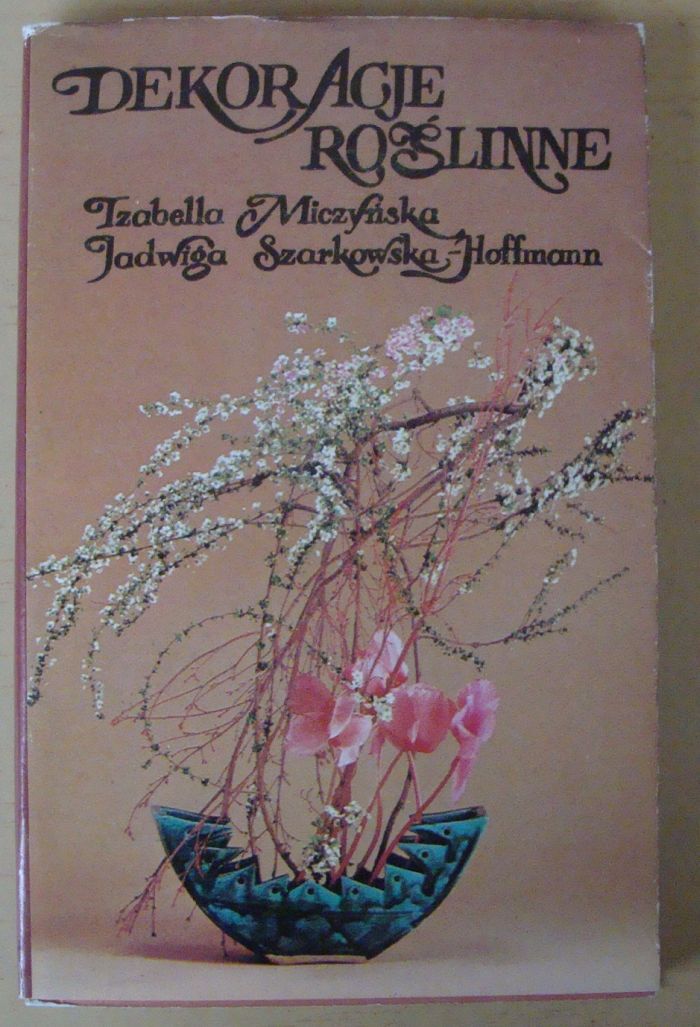 DEKORACJE
ROŚLINNE
Izabella Miczyńska,
Jadwiga Szarkowska-Hoffmann